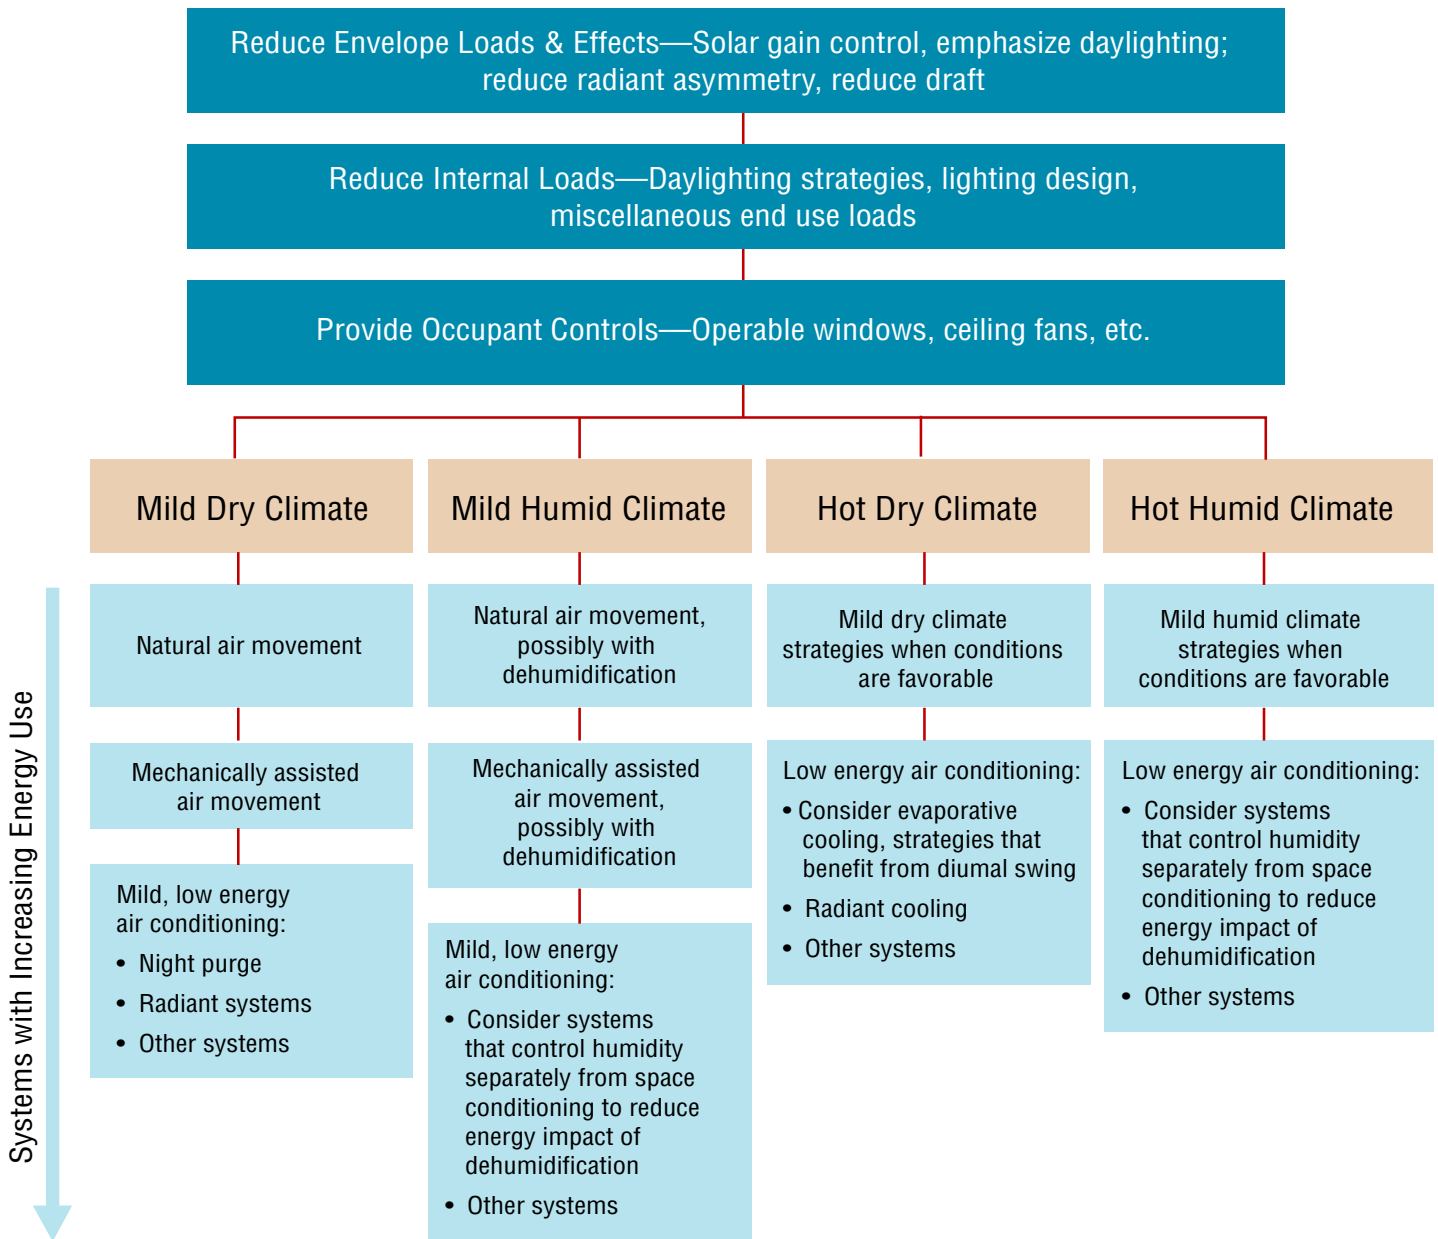 Reduce Envelope Loads & Effects—Solar gain control, emphasize daylighting;
reduce radiant asymmetry, reduce draft
Reduce Internal Loads—Daylighting strategies, lighting design,
miscellaneous end use loads
Provide Occupant Controls—Operable windows, ceiling fans, etc.
Systems with Increasing Energy Use
Mild Dry Climate
Natural air movement
Mechanically assisted
air movement
Mild, low energy
air conditioning:
• Night purge
• Radiant systems
• Other systems
Mild Humid Climate
Natural air movement,
possibly with
dehumidification
Mechanically assisted
air movement,
possibly with
dehumidification
Mild, low energy
air conditioning:
• Consider systems
that control humidity
separately from space
conditioning to reduce
energy impact of
dehumidification
• Other systems
Hot Dry Climate
Mild dry climate
strategies when conditions
are favorable
Low energy air conditioning:
• Consider evaporative
cooling, strategies that
benefit from diumal swing
• Radiant cooling
• Other systems
Hot Humid Climate
Mild humid climate
strategies when
conditions are favorable
Low energy air conditioning:
• Consider systems
that control humidity
separately from space
conditioning to reduce
energy impact of
dehumidification
• Other systems